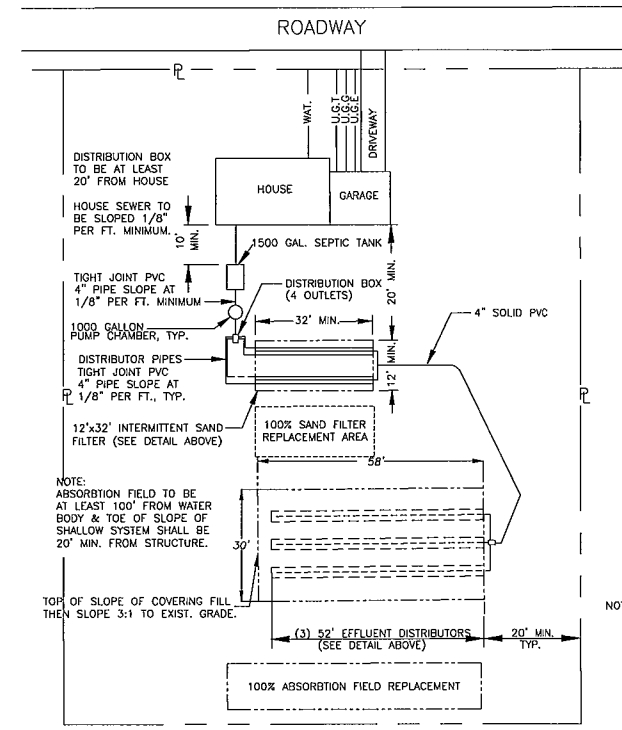 ROADWAY
PL
WAT.
U.G.T
U.G.G
U.G.E
DRIVEWAY
DISTRIBUTION BOX
TO BE AT LEAST
20' FROM HOUSE
HOUSE
GARAGE
HOUSE SEWER TO
BE SLOPED 1/8"
PER FT. MINIMUM.
10'
MIN.
1500 GAL. SEPTIC TANK
20' MIN.
TIGHT JOINT PVC
4" PIPE SLOPE AT
1/8" PER FT. MINIMUM
DISTRIBUTION BOX
(4 OUTLETS)
4" SOLID PVC
1000 GALLON
PUMP CHAMBER, TYP.
32' MIN.
DISTRIBUTOR PIPES
TIGHT JOINT PVC
4" PIPE SLOPE AT
1/8" PER FT., TYP.
12' MIN.
PL
PL
12'x32' INTERMITTENT SAND
FILTER (SEE DETAIL ABOVE)
100% SAND FILTER
REPLACEMENT AREA
58'
NOTE:
ABSORBTION FIELD TO BE
AT LEAST 100' FROM WATER
BODY & TOE OF SLOPE OF
SHALLOW SYSTEM SHALL BE
20' MIN. FROM STRUCTURE.
30'
TOP OF SLOPE OF COVERING FILL
THEN SLOPE 3:1 TO EXIST. GRADE.
NOT
(3) 52' EFFLUENT DISTRIBUTORS
(SEE DETAIL ABOVE)
20' MIN.
TYP.
100% ABSORBTION FIELD REPLACEMENT